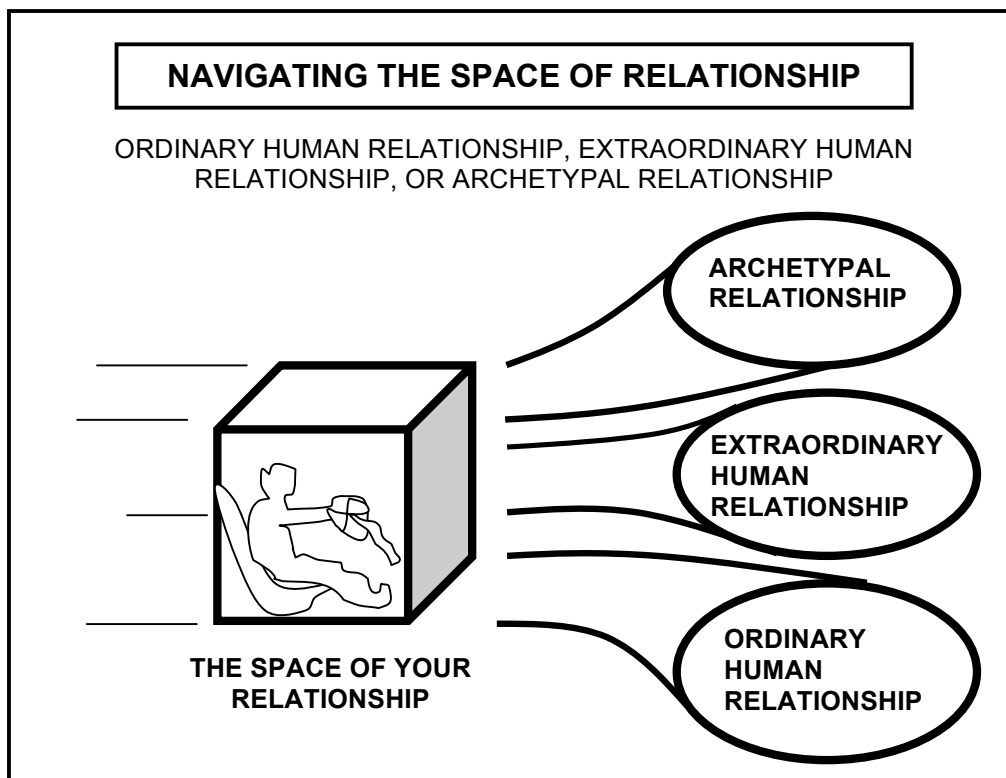 NAVIGATING THE SPACE OF RELATIONSHIP
ORDINARY HUMAN RELATIONSHIP, EXTRAORDINARY HUMAN
RELATIONSHIP, OR ARCHETYPAL RELATIONSHIP
ARCHETYPAL
RELATIONSHIP
EXTRAORDINARY
HUMAN
RELATIONSHIP
ORDINARY
HUMAN
RELATIONSHIP
THE SPACE OF YOUR
RELATIONSHIP